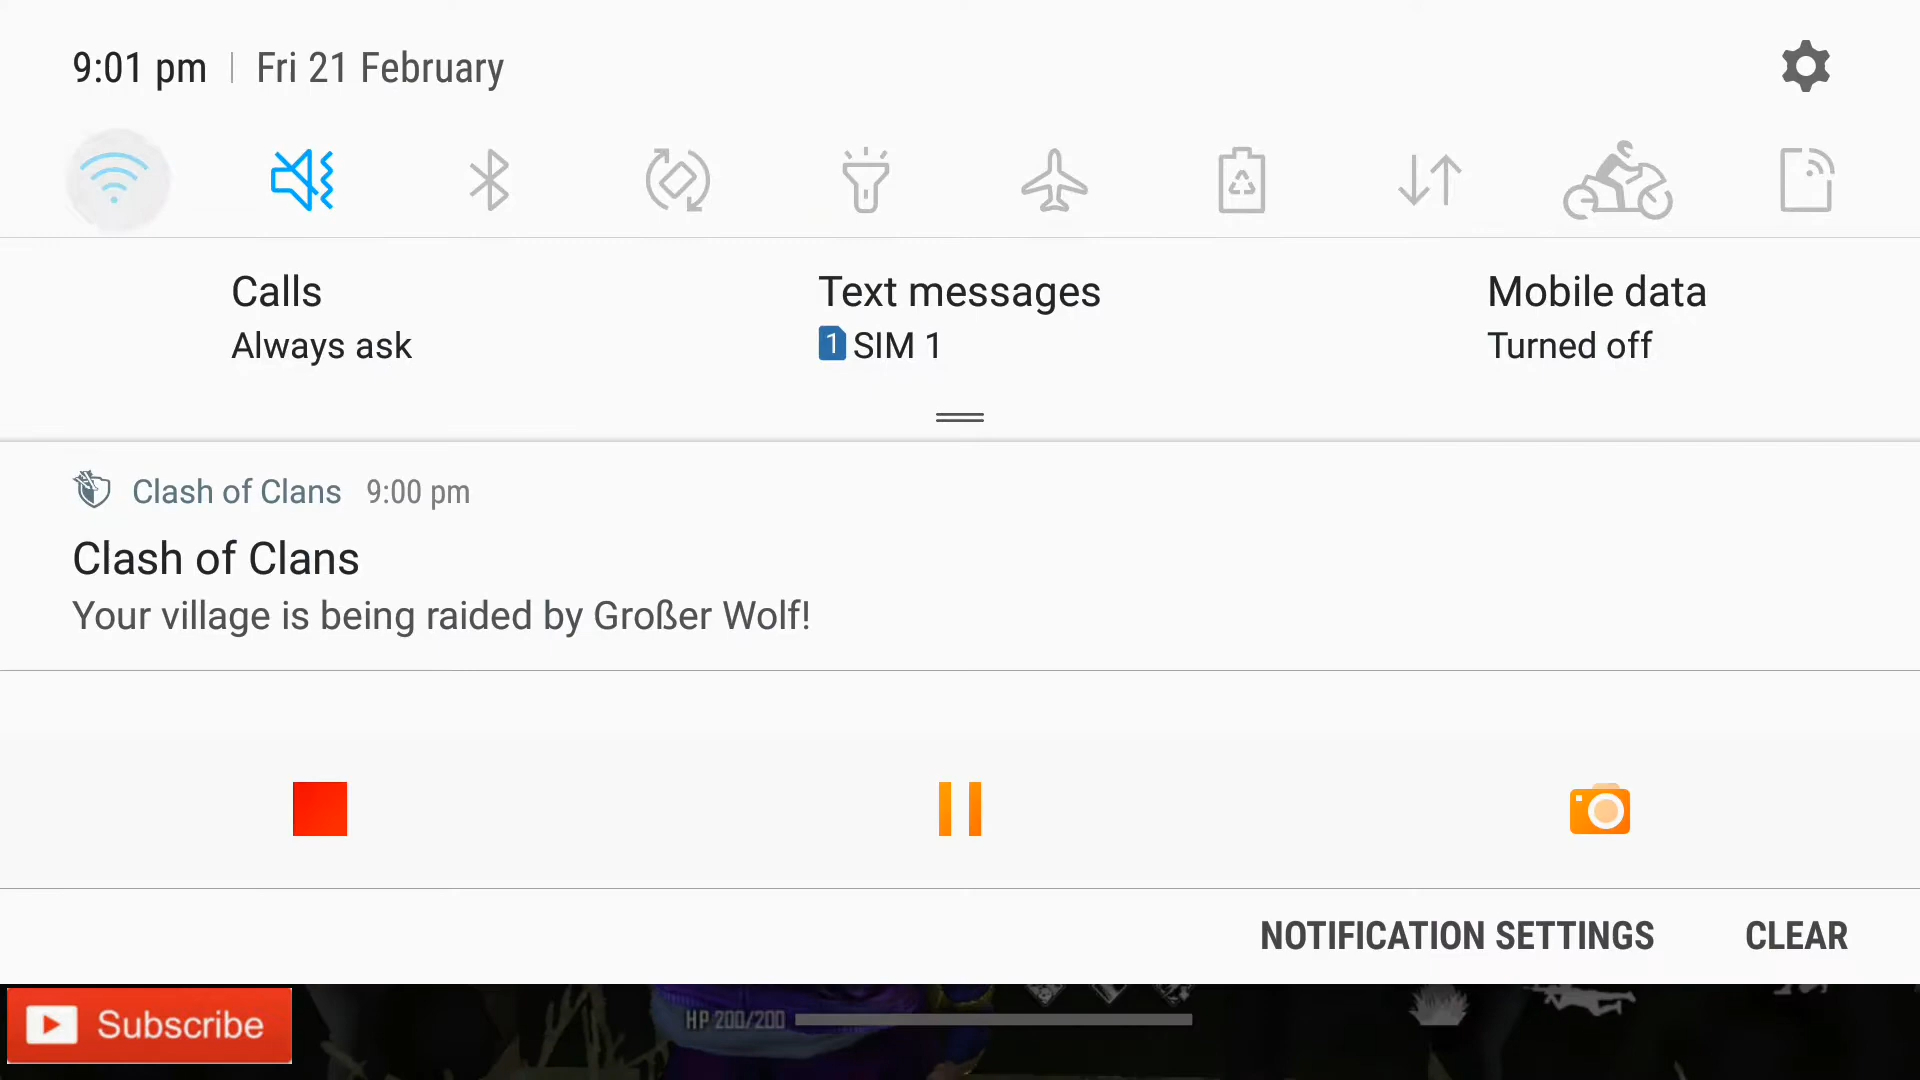 9:01 pm Fri 21 February
Calls
Always ask
Text messages
1 SIM 1
Mobile data
Turned off
Clash of Clans 9:00 pm
Clash of Clans
Your village is being raided by Großer Wolf!
NOTIFICATION SETTINGS CLEAR
Subscribe
HP 200/200